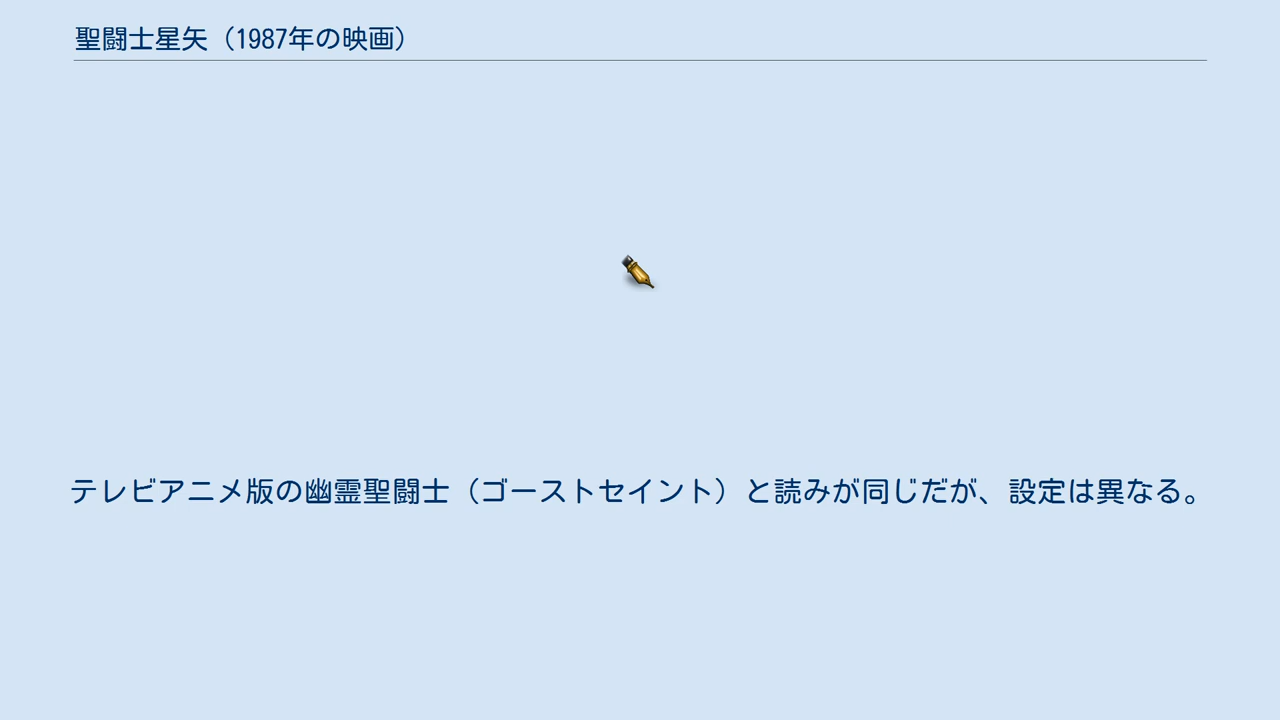 聖闘士星矢（1987年の映画）
テレビアニメ版の幽霊聖闘士（ゴーストセイント）と読みが同じだが、設定は異なる。